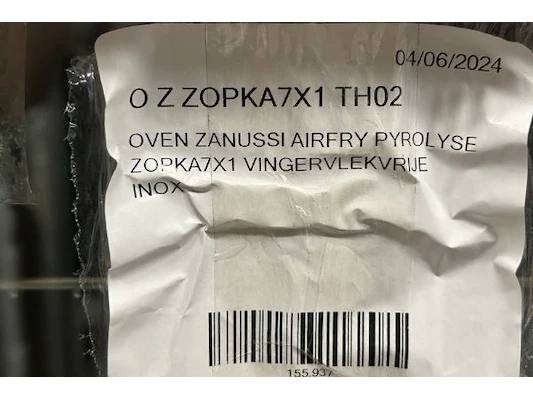 04/06/2024
O Z ZOPKA7X1 TH02
OVEN ZANUSSI AIRFRY PYROLYSE
ZOPKA7X1 VINGERVLEKVRIJE
INOX
155.937